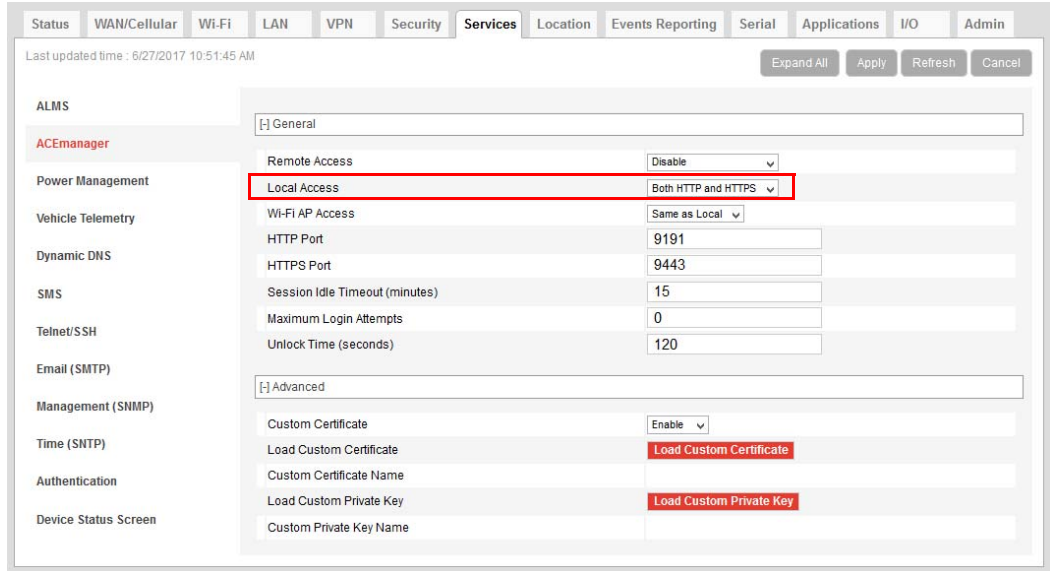 Status WAN/Cellular Wi-Fi LAN VPN Security Services Location Events Reporting Serial Applications I/O Admin
Last updated time : 6/27/2017 10:51:45 AM
Expand All Apply Refresh Cancel
ALMS
ACEmanager
Power Management
Vehicle Telemetry
Dynamic DNS
SMS
Telnet/SSH
Email (SMTP)
Management (SNMP)
Time (SNTP)
Authentication
Device Status Screen
[-] General
Remote Access Disable
Local Access Both HTTP and HTTPS
Wi-Fi AP Access Same as Local
HTTP Port 9191
HTTPS Port 9443
Session Idle Timeout (minutes) 15
Maximum Login Attempts 0
Unlock Time (seconds) 120
[-] Advanced
Custom Certificate Enable
Load Custom Certificate Load Custom Certificate
Custom Certificate Name
Load Custom Private Key Load Custom Private Key
Custom Private Key Name